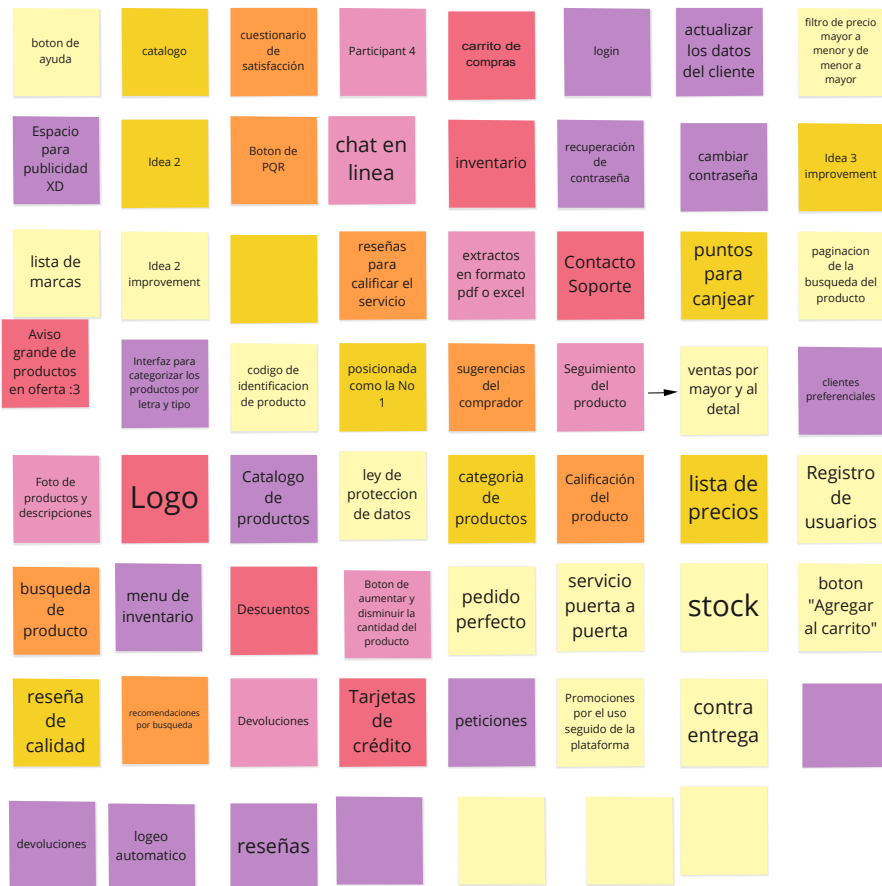 boton de
ayuda
catalogo
cuestionario
de
satisfacción
Participant 4
carrito de
compras
login
actualizar
los datos
del cliente
filtro de precio
mayor a
menor y de
menor a
mayor
Espacio
para
publicidad
XD
Idea 2
Boton de
PQR
chat en
linea
inventario
recuperación
de
contraseña
cambiar
contraseña
Idea 3
improvement
lista de
marcas
Idea 2
improvement
reseñas
para
calificar el
servicio
extractos
en formato
pdf o excel
Contacto
Soporte
puntos
para
canjear
paginacion
de la
busqueda del
producto
Aviso
grande de
productos
en oferta :3
Interfaz para
categorizar los
productos por
letra y tipo
codigo de
identificacion
de producto
posicionada
como la No
1
sugerencias
del
comprador
Seguimiento
del
producto
ventas por
mayor y al
detal
clientes
preferenciales
Foto de
productos y
descripciones
Logo
Catalogo
de
productos
ley de
proteccion
de datos
categoria
de
productos
Calificación
del
producto
lista de
precios
Registro
de
usuarios
busqueda
de
producto
menu de
inventario
Descuentos
Boton de
aumentar y
disminuir la
cantidad del
producto
pedido
perfecto
servicio
puerta a
puerta
stock
boton
"Agregar
al carrito"
reseña
de
calidad
recomendaciones
por busqueda
Devoluciones
Tarjetas
de
crédito
peticiones
Promociones
por el uso
seguido de la
plataforma
contra
entrega
devoluciones
logeo
automatico
reseñas